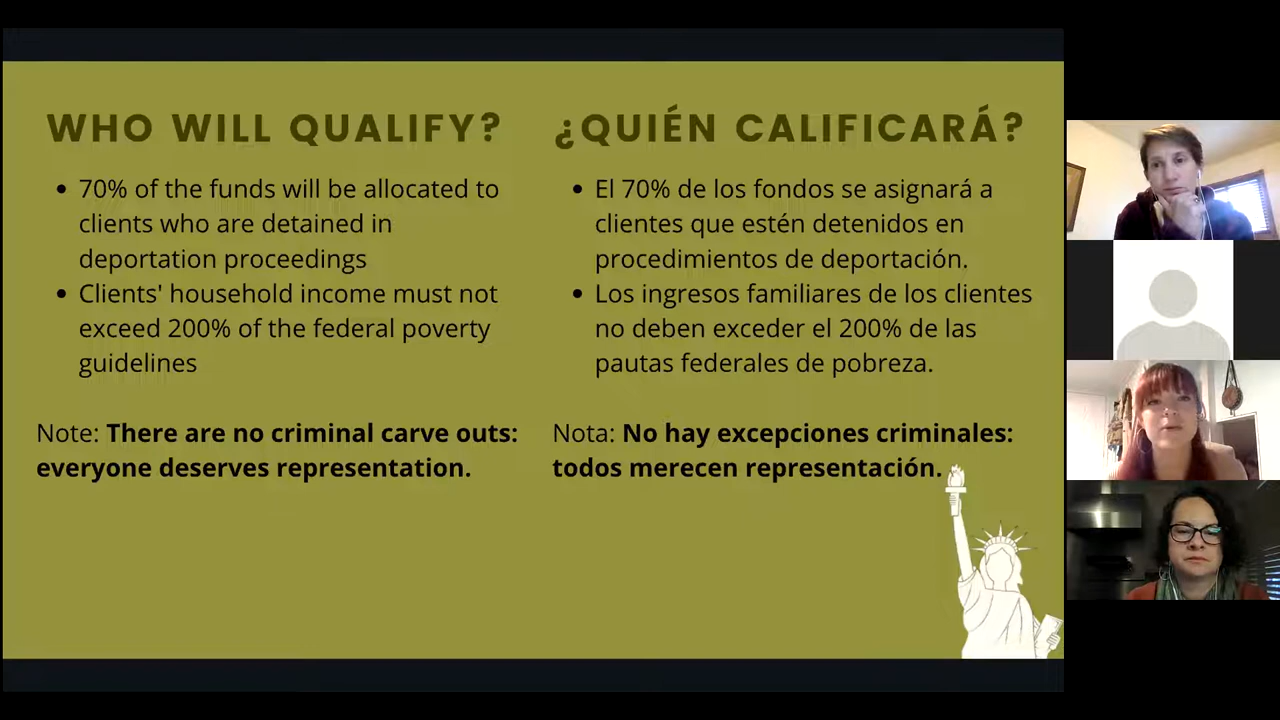 WHO WILL QUALIFY?
• 70% of the funds will be allocated to
clients who are detained in
deportation proceedings
• Clients' household income must not
exceed 200% of the federal poverty
guidelines
Note: There are no criminal carve outs:
everyone deserves representation.
¿QUIÉN CALIFICARÁ?
• El 70% de los fondos se asignará a
clientes que estén detenidos en
procedimientos de deportación.
• Los ingresos familiares de los clientes
no deben exceder el 200% de las
pautas federales de pobreza.
Nota: No hay excepciones criminales:
todos merecen representación.